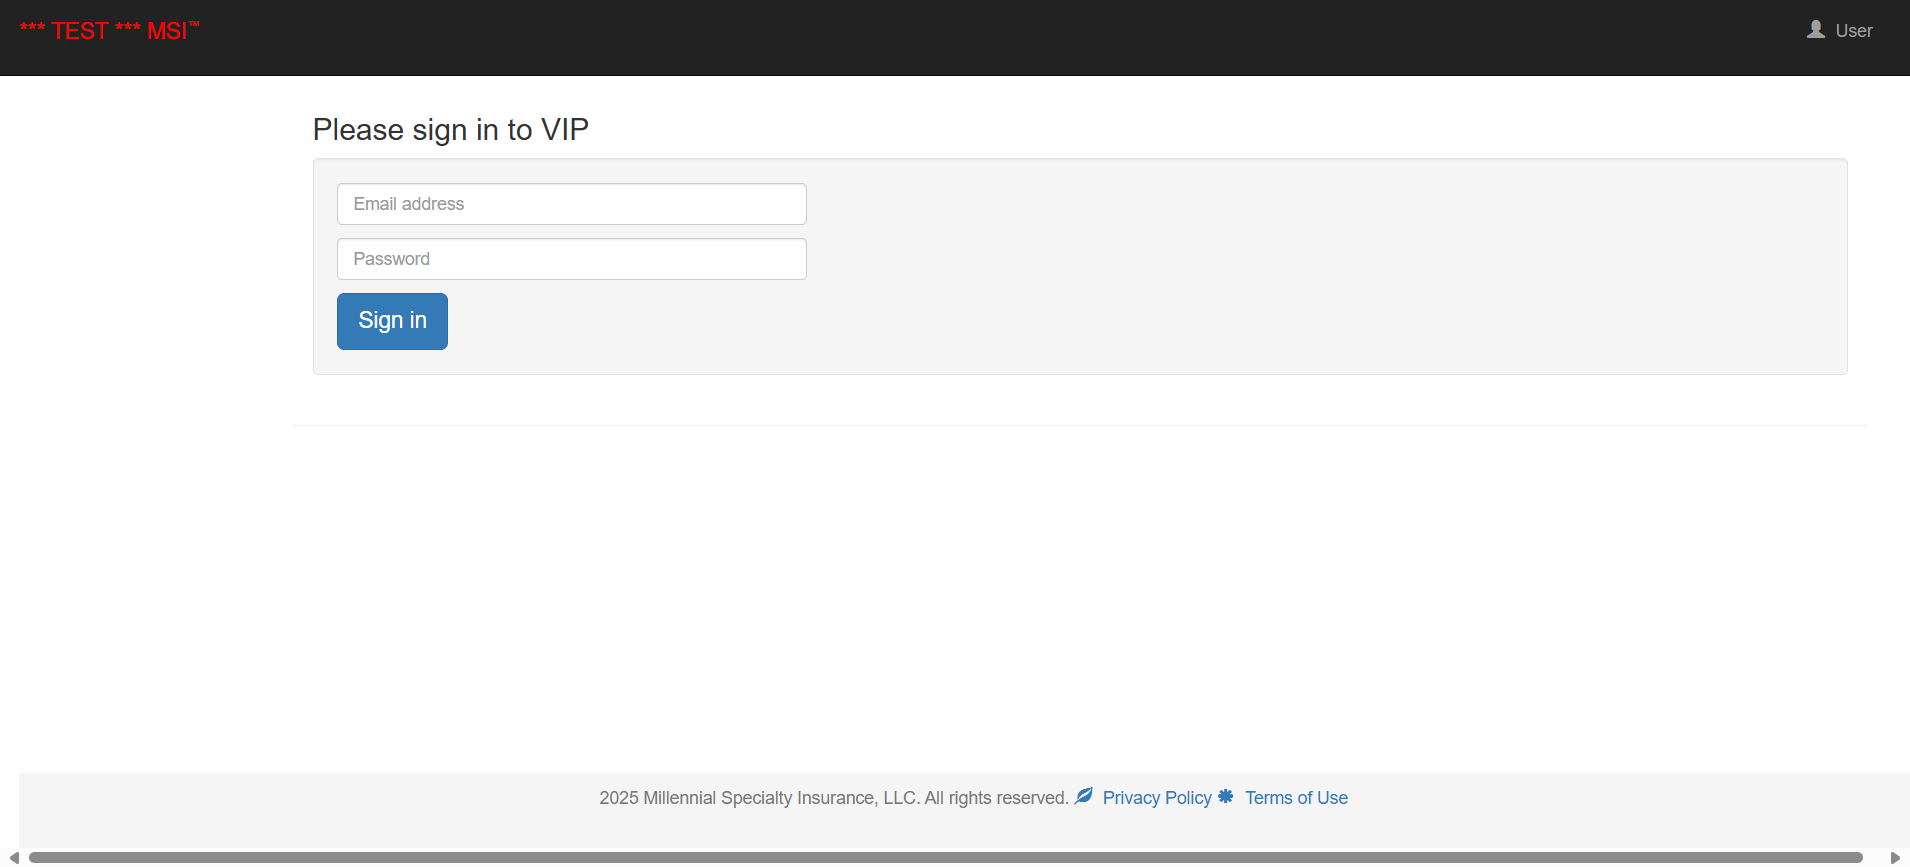 *** TEST *** MSI™
User
Please sign in to VIP
Email address
Password
Sign in
2025 Millennial Specialty Insurance, LLC. All rights reserved. Privacy Policy Terms of Use